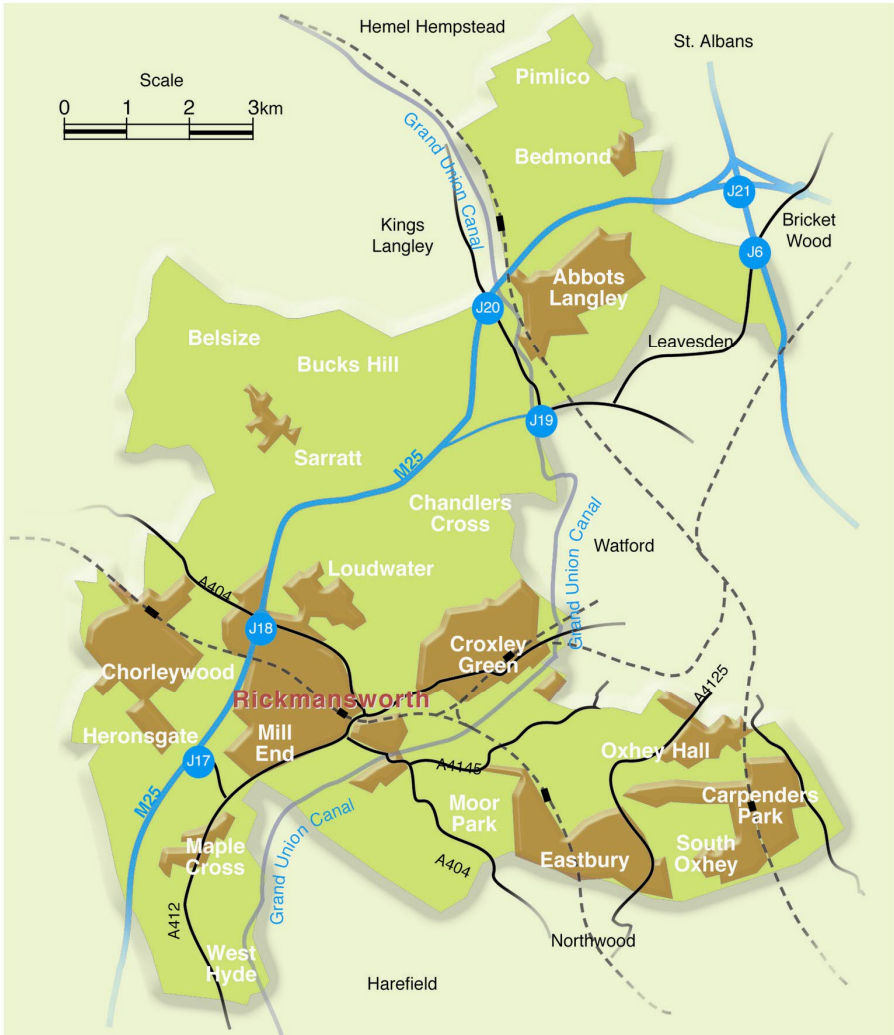 Hemel Hempstead
St. Albans
Scale
0 1 2 3km
Pimlico
Grand Union Canal
Bedmond
J21
Kings
Langley
Bricket
Wood
J6
Abbots
Langley
J20
Belsize
Leavesden
Bucks Hill
J19
Sarratt
M25
Chandlers
Cross
Grand Union Canal
Watford
Loudwater
A404
J18
Croxley
Green
Chorleywood
A4125
Rickmansworth
Heronsgate
Mill
End
Oxhey Hall
J17
A4145
M25
Moor
Park
Carpenders
Park
Grand Union Canal
Maple
Cross
South
Oxhey
Eastbury
A404
A412
Northwood
West
Hyde
Harefield